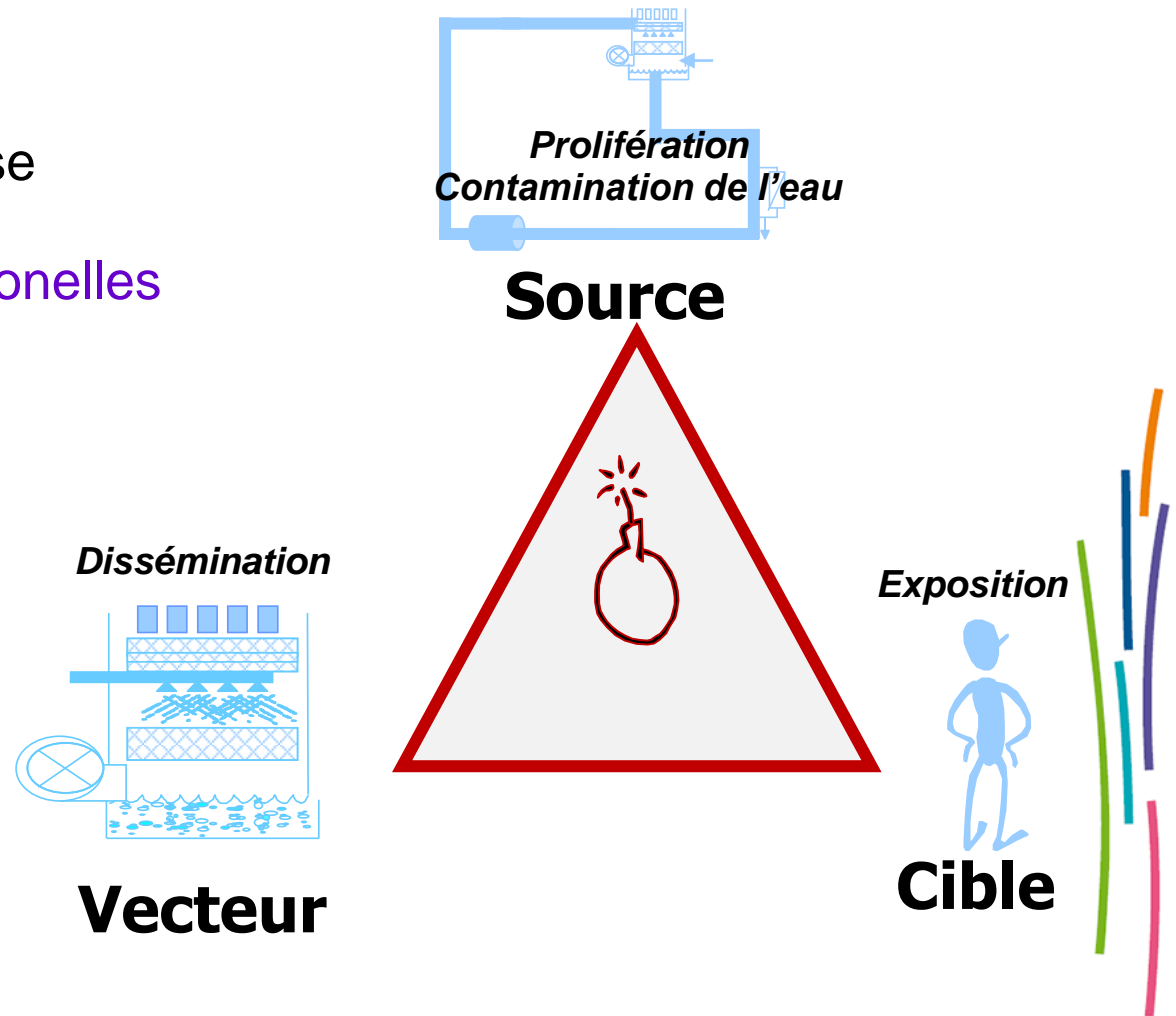 Prolifération
Contamination de l'eau
se
onelles
Source
Dissémination
Exposition
Cible
Vecteur